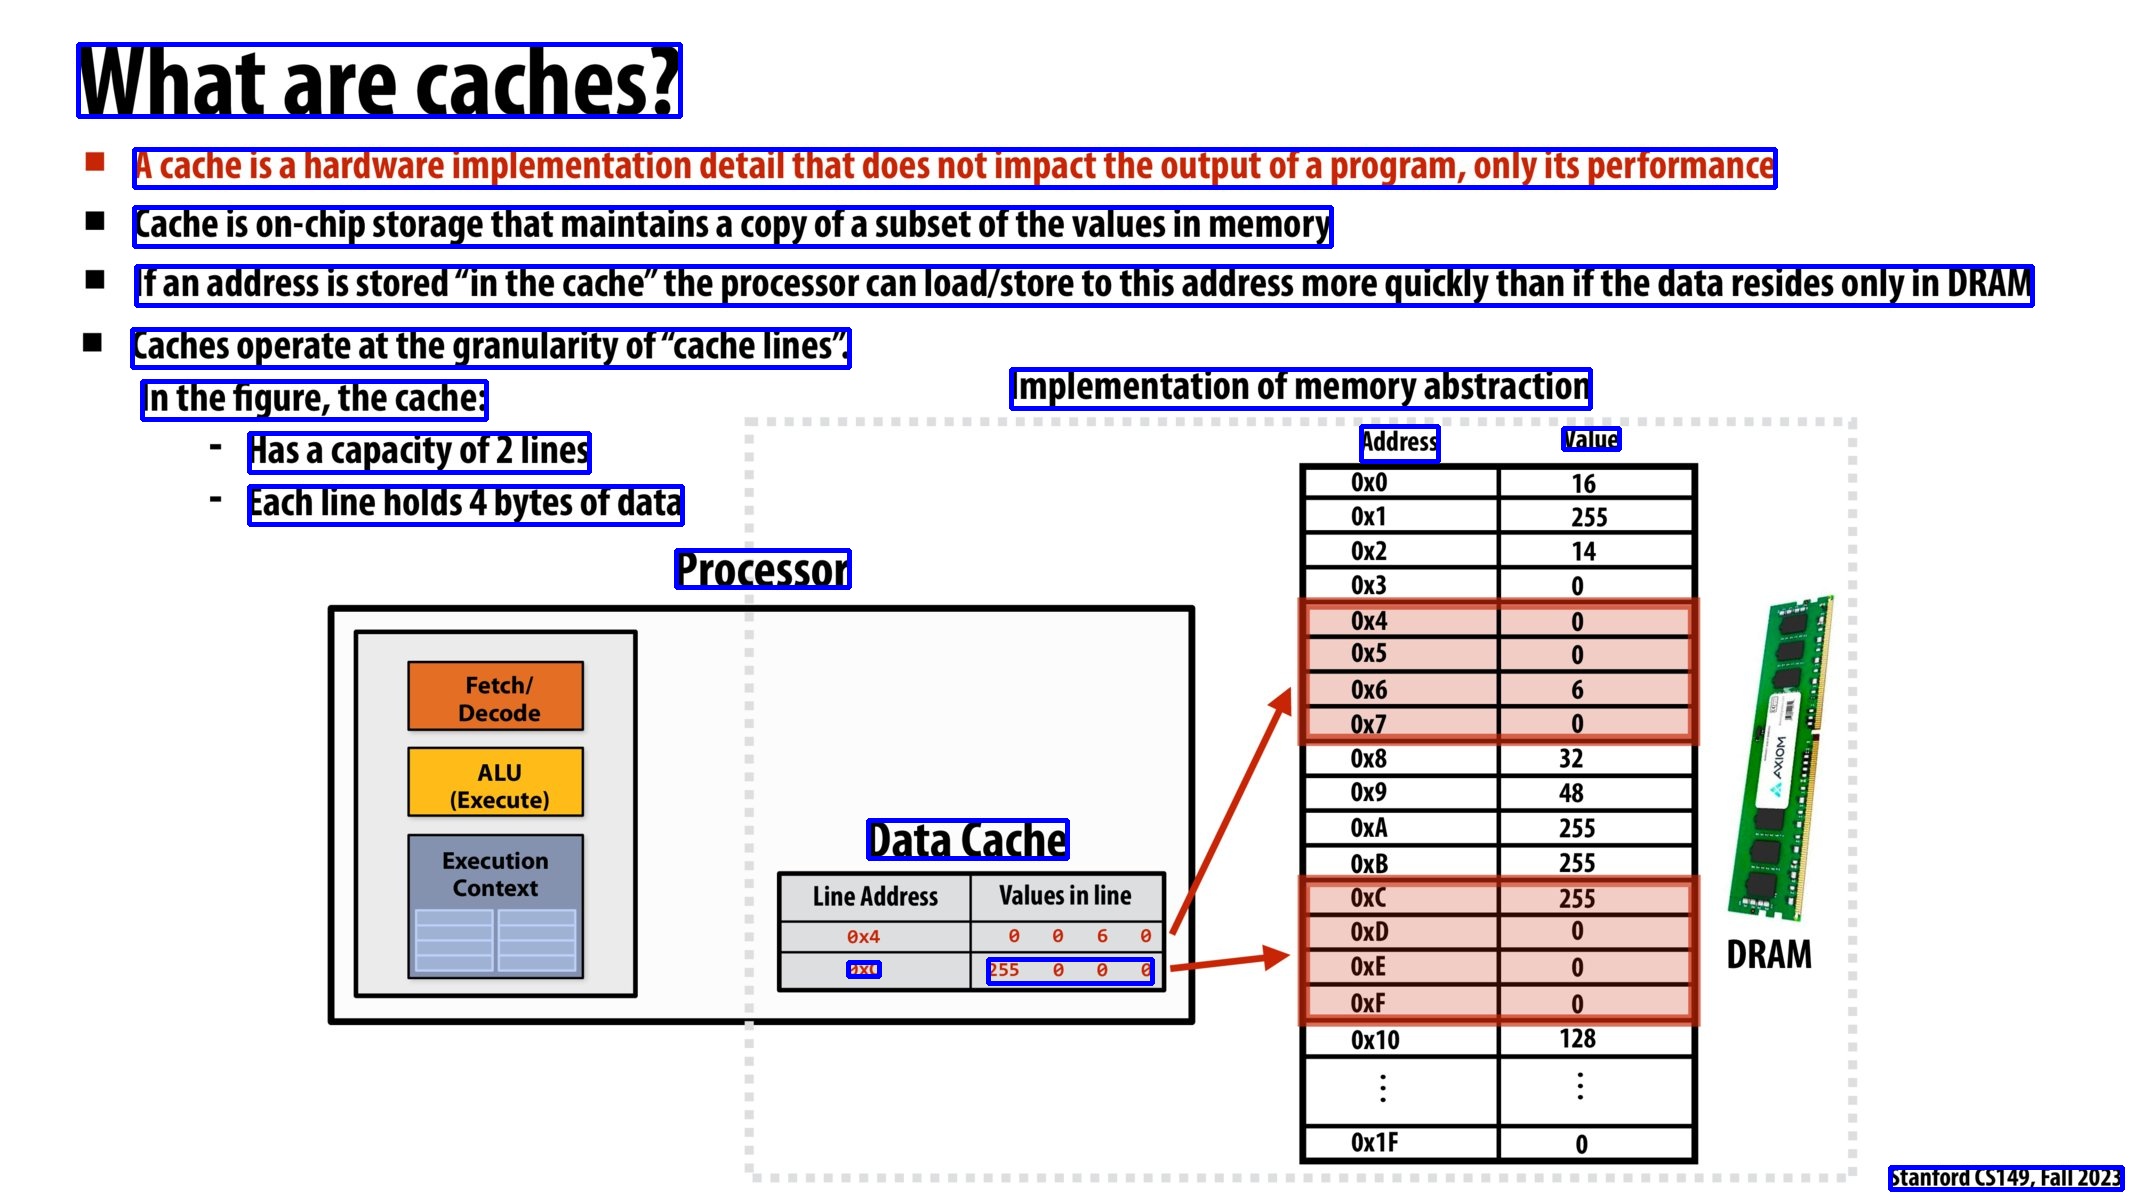 What are caches?
A cache is a hardware implementation detail that does not impact the output of a program, only its performance
Cache is on-chip storage that maintains a copy of a subset of the values in memory
If an address is stored “in the cache” the processor can load/store to this address more quickly than if the data resides only in DRAM
Caches operate at the granularity of “cache lines”.
In the figure, the cache:
- Has a capacity of 2 lines
- Each line holds 4 bytes of data
Implementation of memory abstraction
Processor
Fetch/
Decode
ALU
(Execute)
Execution
Context
Data Cache
Line Address Values in line
0x4 0 0 6 0
0xC 255 0 0 0
Address Value
0x0 16
0x1 255
0x2 14
0x3 0
0x4 0
0x5 0
0x6 6
0x7 0
0x8 32
0x9 48
0xA 255
0xB 255
0xC 255
0xD 0
0xE 0
0xF 0
0x10 128
⋮ ⋮
0x1F 0
AXIOM
DRAM
Stanford CS149, Fall 2023